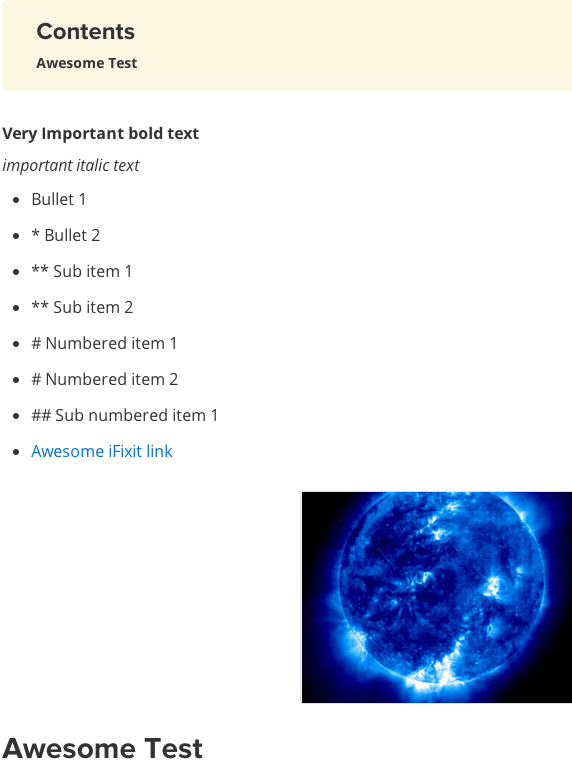 Contents
Awesome Test
Very Important bold text
important italic text
• Bullet 1
• * Bullet 2
• ** Sub item 1
• ** Sub item 2
• # Numbered item 1
• # Numbered item 2
• ## Sub numbered item 1
• Awesome iFixit link
Awesome Test